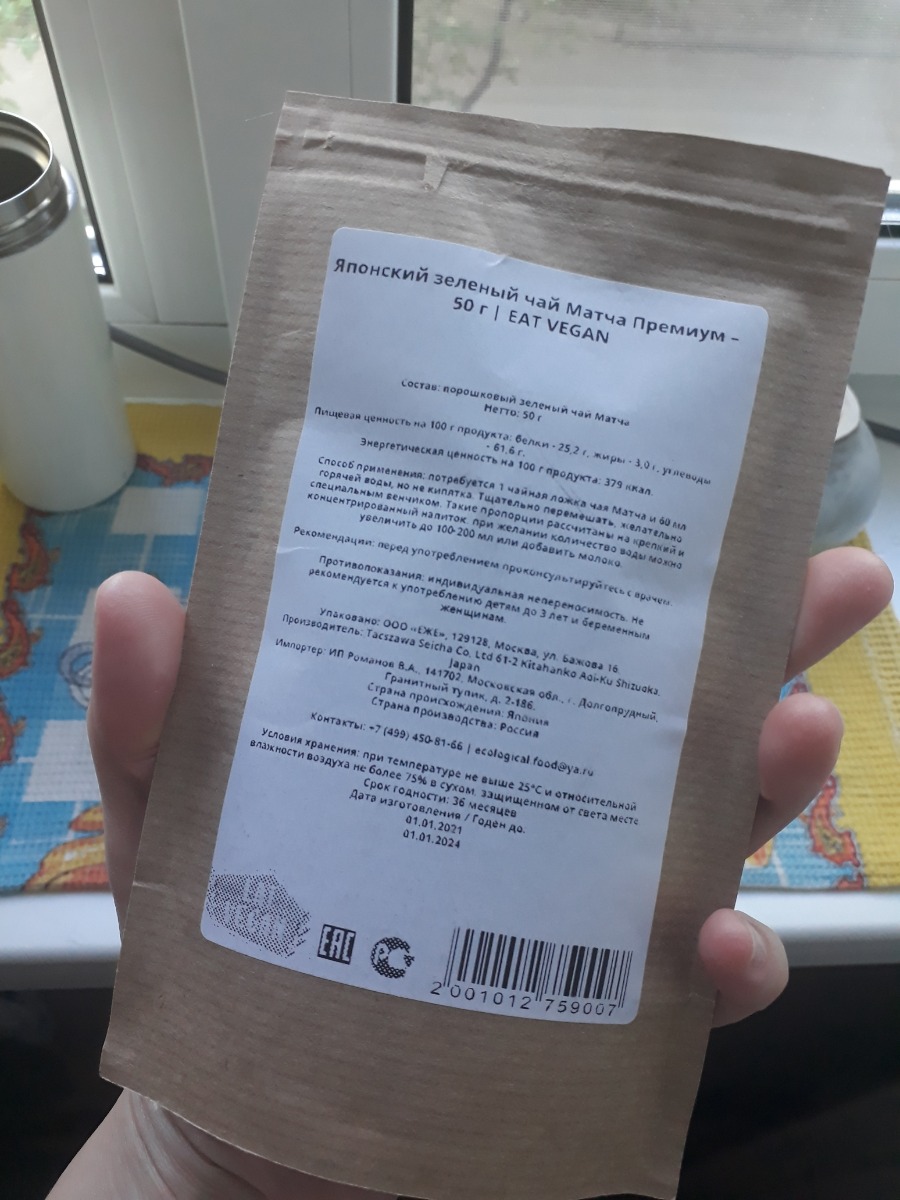 Японский зеленый чай Матча Премиум –
50 г | EAT VEGAN
Состав: порошковый зеленый чай Матча
Нетто: 50 г
Пищевая ценность на 100 г продукта: белки - 25,2 г, жиры - 3,0 г, углеводы
- 61,6 г.
Энергетическая ценность на 100 г продукта: 379 ккал.
Способ применения: потребуется 1 чайная ложка чая Матча и 60 мл
горячей воды, но не кипятка. Тщательно перемешать, желательно
специальным венчиком. Такие пропорции рассчитаны на крепкий и
концентрированный напиток, при желании количество воды можно
увеличить до 100-200 мл или добавить молоко.
Рекомендации: перед употреблением проконсультируйтесь с врачем.
Противопоказания: индивидуальная непереносимость. Не
рекомендуется к употреблению детям до 3 лет и беременным
женщинам.
Упаковано: ООО «ЕЖЕ», 129128, Москва, ул. Бажова 16.
Производитель: Tacszawa Seicha Co. Ltd 61-2 Kitahanko Aoi-Ku Shizuoka.
Japan
Импортер: ИП Романов В.А., 141702, Московская обл., г. Долгопрудный,
Гранитный тупик, д. 2-186.
Страна происхождения: Япония
Страна производства: Россия
Контакты: +7 (499) 450-81-66 | ecological.food@ya.ru
Условия хранения: при температуре не выше 25°С и относительной
влажности воздуха не более 75% в сухом, защищенном от света месте.
Срок годности: 36 месяцев
Дата изготовления / Годен до:
01.01.2021
01.01.2024
EAT
VEGAN
EAC
РСТ
2 001012 759007